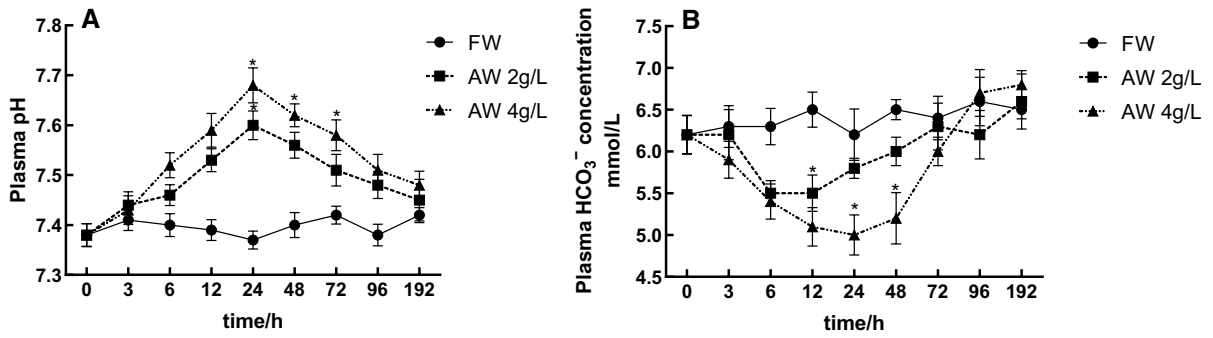 A
Plasma pH
7.8
7.7
7.6
7.5
7.4
7.3
* * *
*
0 3 6 12 24 48 72 96 192
time/h
FW
AW 2g/L
AW 4g/L
B
Plasma HCO₃⁻ concentration
mmol/L
7.5
7.0
6.5
6.0
5.5
5.0
4.5
* * *
0 3 6 12 24 48 72 96 192
time/h
FW
AW 2g/L
AW 4g/L